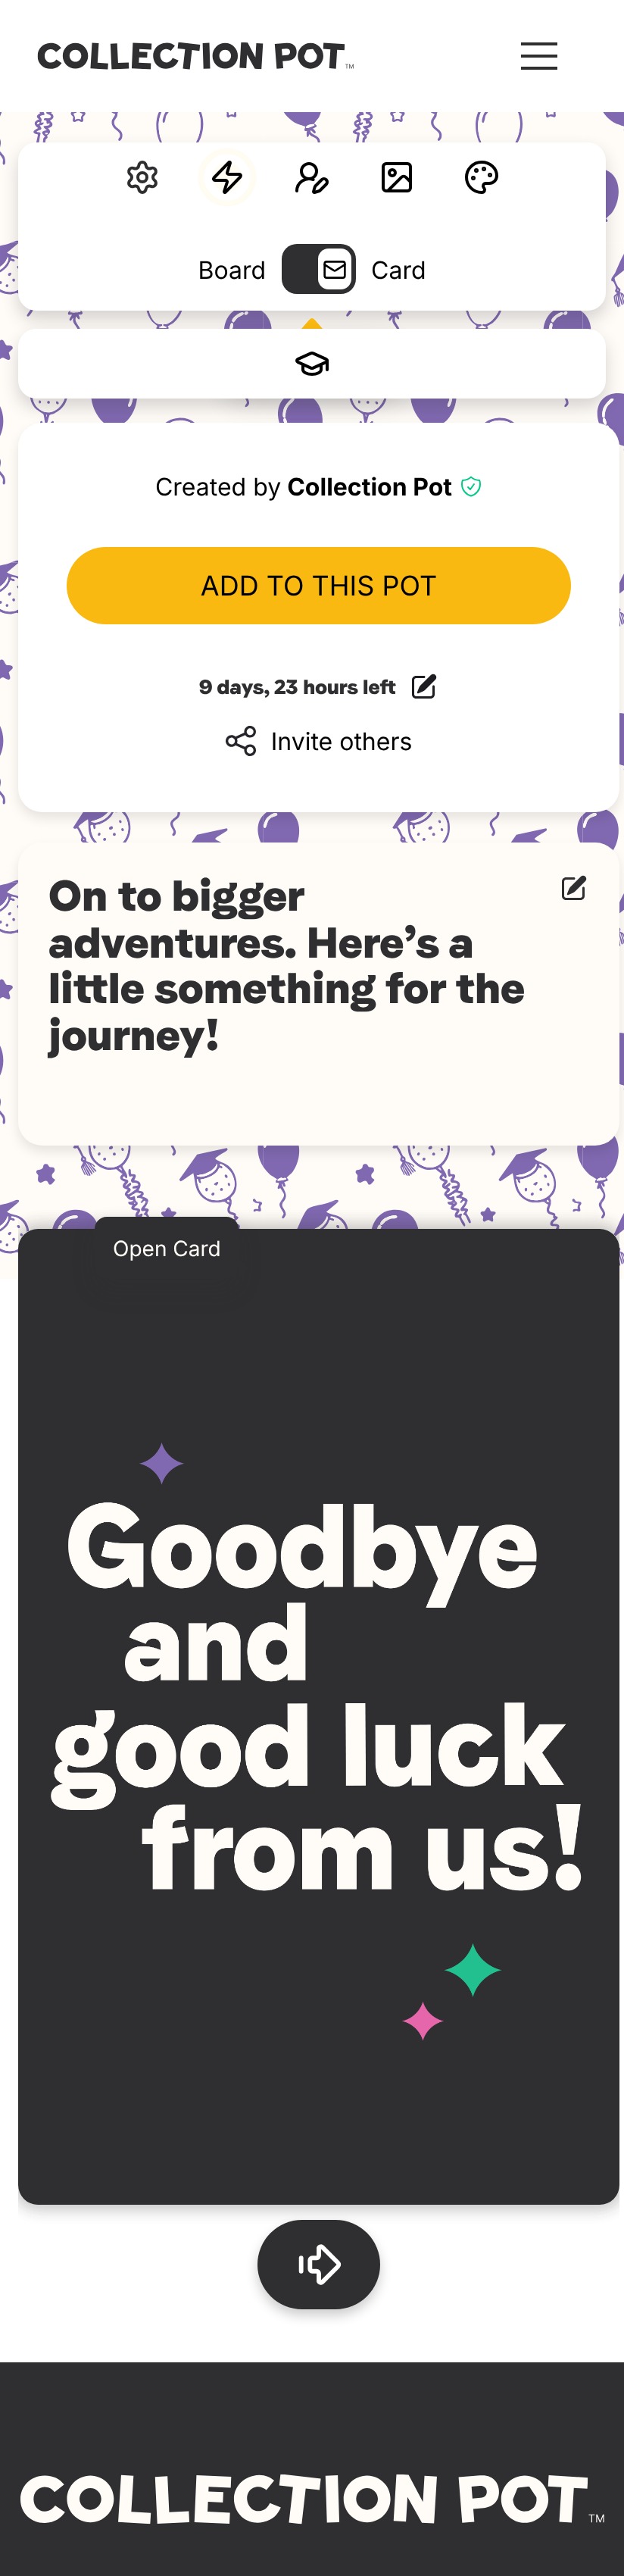 COLLECTION POT™
Board Card
Created by Collection Pot
ADD TO THIS POT
9 days, 23 hours left
Invite others
On to bigger
adventures. Here’s a
little something for the
journey!
Open Card
Goodbye
and
good luck
from us!
COLLECTION POT™